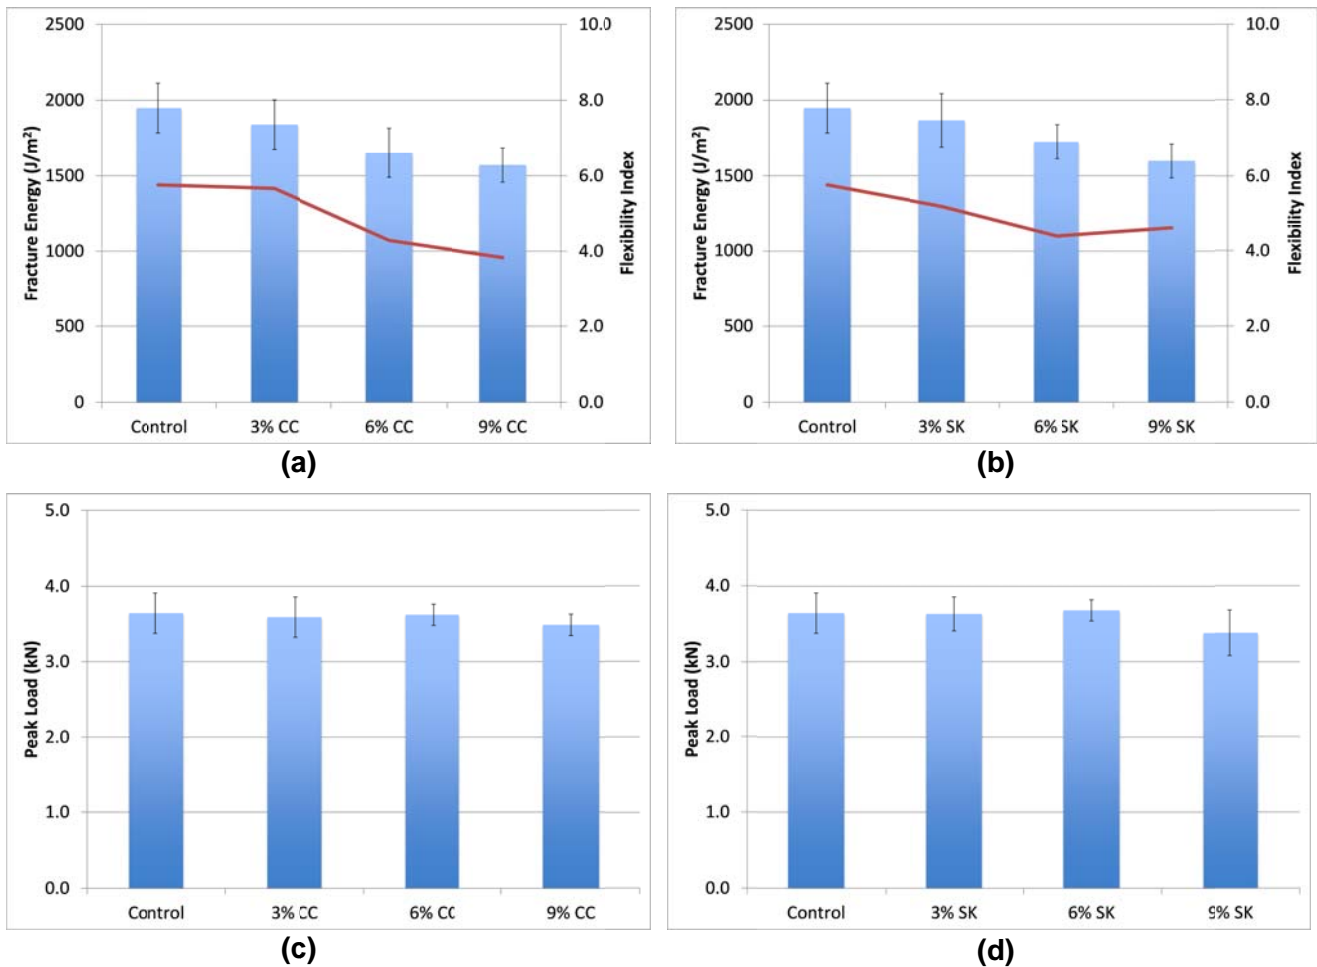 2500
2000
1500
1000
500
0
Fracture Energy (J/m²)
10.0
8.0
6.0
4.0
2.0
0.0
Flexibility Index
Control 3% CC 6% CC 9% CC
(a)
2500
2000
1500
1000
500
0
Fracture Energy (J/m²)
10.0
8.0
6.0
4.0
2.0
0.0
Flexibility Index
Control 3% SK 6% SK 9% SK
(b)
5.0
4.0
3.0
2.0
1.0
0.0
Peak Load (kN)
Control 3% CC 6% CC 9% CC
(c)
5.0
4.0
3.0
2.0
1.0
0.0
Peak Load (kN)
Control 3% SK 6% SK 9% SK
(d)